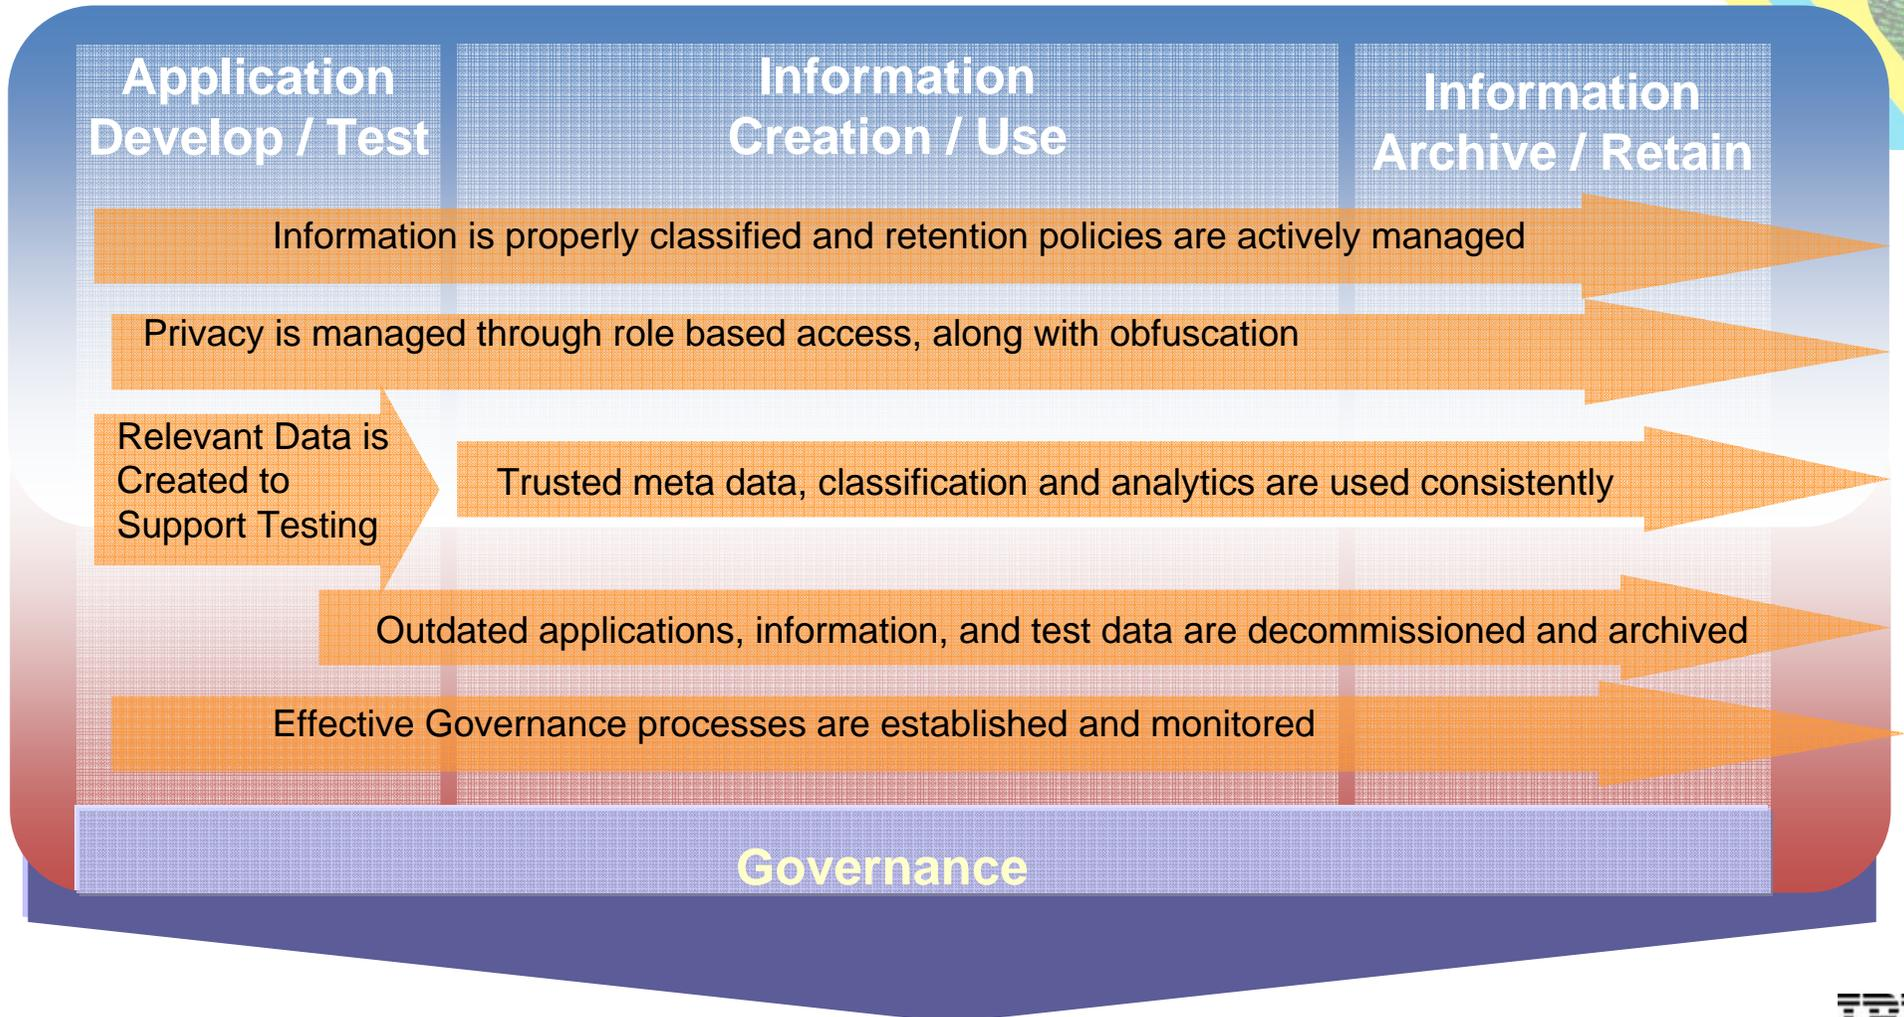 Application
Develop / Test
Information
Creation / Use
Information
Archive / Retain
Information is properly classified and retention policies are actively managed
Privacy is managed through role based access, along with obfuscation
Relevant Data is
Created to
Support Testing
Trusted meta data, classification and analytics are used consistently
Outdated applications, information, and test data are decommissioned and archived
Effective Governance processes are established and monitored
Governance